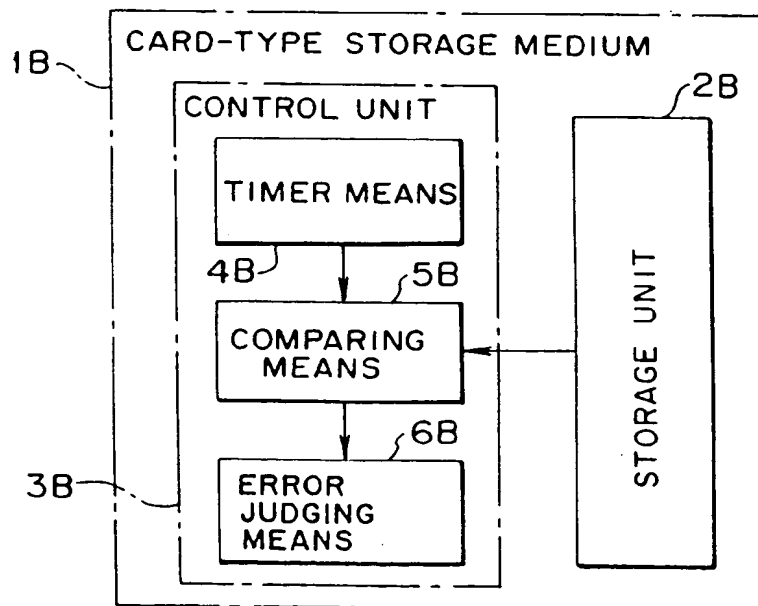 CARD-TYPE STORAGE MEDIUM
1B
CONTROL UNIT
2B
TIMER MEANS
4B
5B
COMPARING
MEANS
STORAGE UNIT
6B
3B
ERROR
JUDGING
MEANS